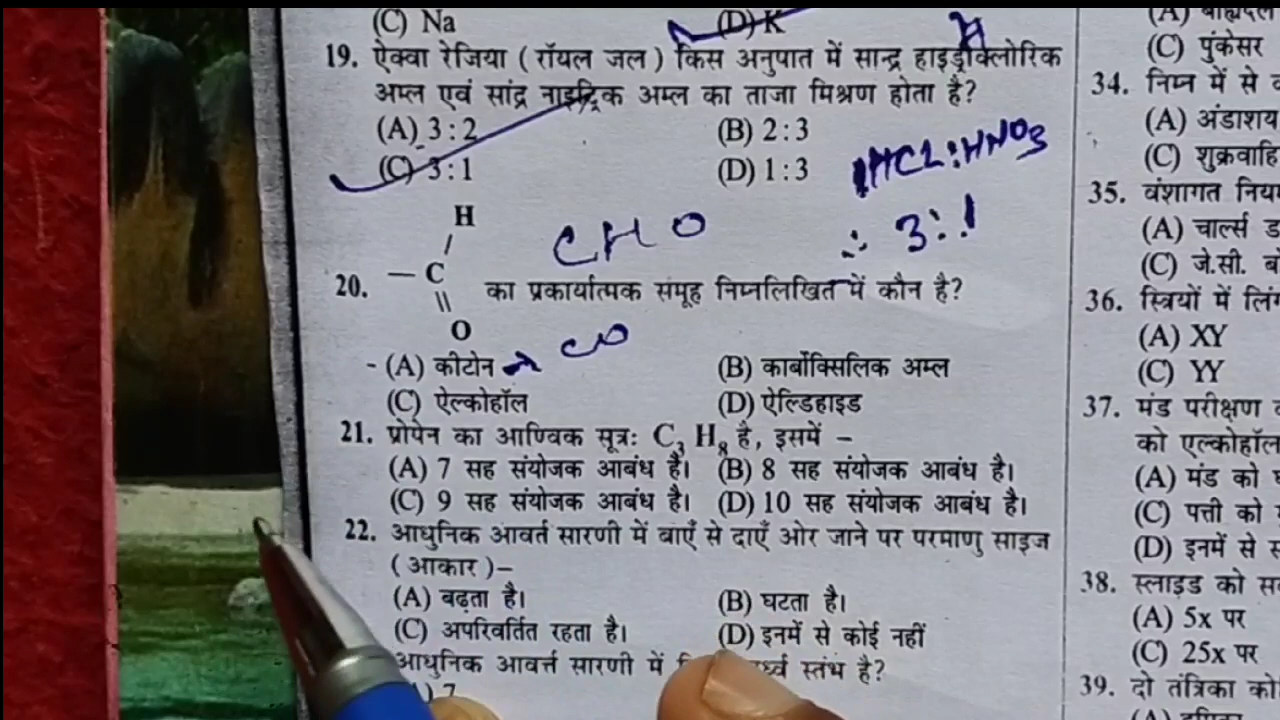 (C) Na (D) K
19. ऐक्वा रेजिया ( रॉयल जल ) किस अनुपात में सान्द्र हाइड्रोक्लोरिक
अम्ल एवं सांद्र नाइट्रिक अम्ल का ताजा मिश्रण होता है?
(A) 3 : 2 (B) 2 : 3
(C) 3 : 1 (D) 1 : 3
HCL:HNO3
∴ 3:1
H
/
CHO
20. — C का प्रकार्यात्मक समूह निम्नलिखित में कौन है?
\\
O
(A) कीटोन → CO (B) कार्बोक्सिलिक अम्ल
(C) ऐल्कोहॉल (D) ऐल्डिहाइड
21. प्रोपेन का आण्विक सूत्रः C3 H8 है, इसमें –
(A) 7 सह संयोजक आबंध है। (B) 8 सह संयोजक आबंध है।
(C) 9 सह संयोजक आबंध है। (D) 10 सह संयोजक आबंध है।
22. आधुनिक आवर्त सारणी में बाएँ से दाएँ ओर जाने पर परमाणु साइज
( आकार )–
(A) बढ़ता है। (B) घटता है।
(C) अपरिवर्तित रहता है। (D) इनमें से कोई नहीं
आधुनिक आवर्त्त सारणी में स्तंभ है?
7
(C) पुंकेसर
34. निम्न में से
(A) अंडाशय
(C) शुक्रवाहि
35. वंशागत निय
(A) चार्ल्स ड
(C) जे.सी. ब
36. स्त्रियों में लिं
(A) XY
(C) YY
37. मंड परीक्षण
को एल्कोहॉल
(A) मंड को
(C) पत्ती को
(D) इनमें से
38. स्लाइड को
(A) 5x पर
(C) 25x पर
39. दो तंत्रिका